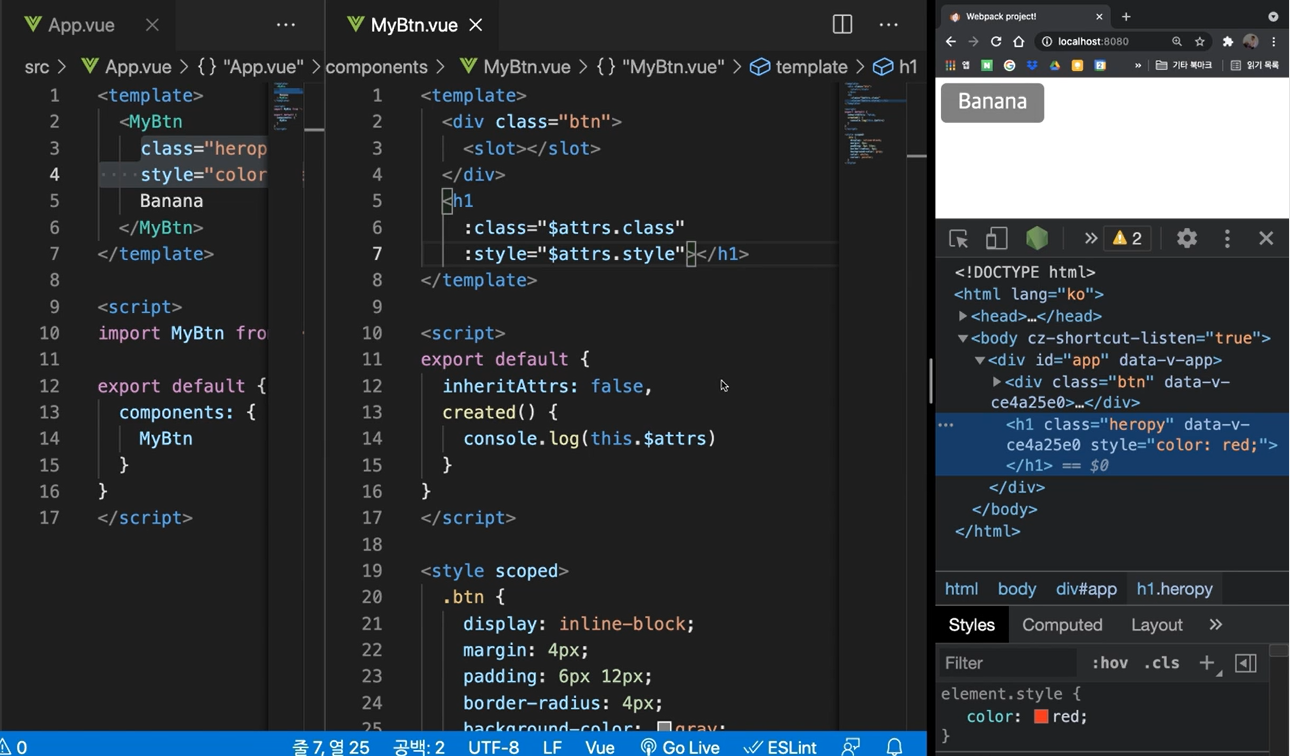 App.vue
src > App.vue > {} "App.vue" >
1 <template>
2 <MyBtn
3 class="herop
4 style="color
5 Banana
6 </MyBtn>
7 </template>
8
9 <script>
10 import MyBtn fro
11
12 export default {
13 components: {
14 MyBtn
15 }
16 }
17 </script>
MyBtn.vue
components > MyBtn.vue > {} "MyBtn.vue" > template > h1
1 <template>
2 <div class="btn">
3 <slot></slot>
4 </div>
5 <h1
6 :class="$attrs.class"
7 :style="$attrs.style"></h1>
8 </template>
9
10 <script>
11 export default {
12 inheritAttrs: false,
13 created() {
14 console.log(this.$attrs)
15 }
16 }
17 </script>
18
19 <style scoped>
20 .btn {
21 display: inline-block;
22 margin: 4px;
23 padding: 6px 12px;
24 border-radius: 4px;
25 background-color: gray;
0 줄 7, 열 25 공백: 2 UTF-8 LF Vue Go Live ESLint
Webpack project!
localhost:8080
앱 » 기타 북마크 읽기 목록
Banana
» 2
<!DOCTYPE html>
<html lang="ko">
<head>…</head>
<body cz-shortcut-listen="true">
<div id="app" data-v-app>
<div class="btn" data-v-
ce4a25e0>…</div>
<h1 class="heropy" data-v-
ce4a25e0 style="color: red;">
</h1> == $0
</div>
</body>
</html>
html body div#app h1.heropy
Styles Computed Layout »
Filter :hov .cls +
element.style {
color: red;
}